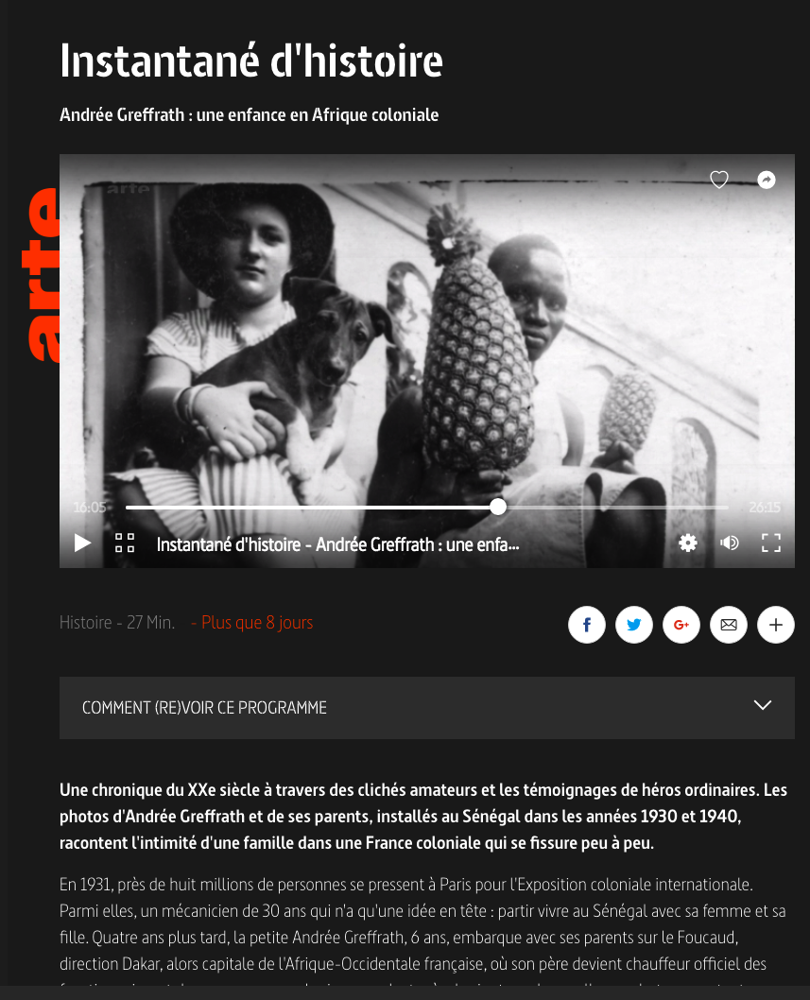 Instantané d'histoire
Andrée Greffrath : une enfance en Afrique coloniale
arte
arte
16:05
26:15
Instantané d'histoire - Andrée Greffrath : une enfa...
Histoire - 27 Min. - Plus que 8 jours
f G+
COMMENT (RE)VOIR CE PROGRAMME
Une chronique du XXe siècle à travers des clichés amateurs et les témoignages de héros ordinaires. Les
photos d'Andrée Greffrath et de ses parents, installés au Sénégal dans les années 1930 et 1940,
racontent l'intimité d'une famille dans une France coloniale qui se fissure peu à peu.
En 1931, près de huit millions de personnes se pressent à Paris pour l'Exposition coloniale internationale.
Parmi elles, un mécanicien de 30 ans qui n'a qu'une idée en tête : partir vivre au Sénégal avec sa femme et sa
fille. Quatre ans plus tard, la petite Andrée Greffrath, 6 ans, embarque avec ses parents sur le Foucaud,
direction Dakar, alors capitale de l'Afrique-Occidentale française, où son père devient chauffeur officiel des